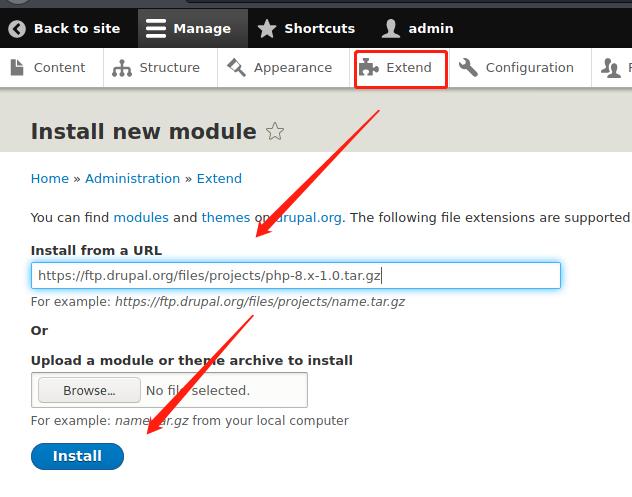 Back to site Manage Shortcuts admin
Content Structure Appearance Extend Configuration
Install new module
Home » Administration » Extend
You can find modules and themes on drupal.org. The following file extensions are supported
Install from a URL
https://ftp.drupal.org/files/projects/php-8.x-1.0.tar.gz
For example: https://ftp.drupal.org/files/projects/name.tar.gz
Or
Upload a module or theme archive to install
Browse... No file selected.
For example: name.tar.gz from your local computer
Install